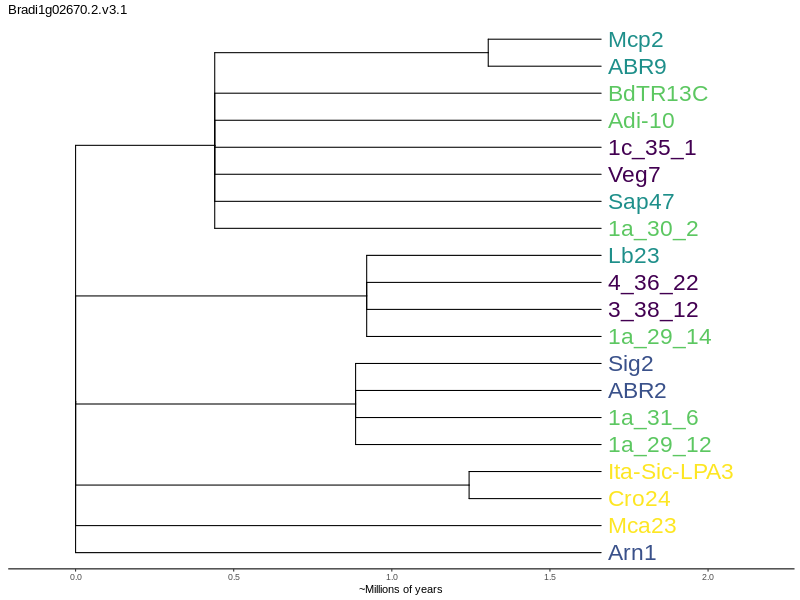 Bradi1g02670.2.v3.1
Mcp2
ABR9
BdTR13C
Adi-10
1c_35_1
Veg7
Sap47
1a_30_2
Lb23
4_36_22
3_38_12
1a_29_14
Sig2
ABR2
1a_31_6
1a_29_12
Ita-Sic-LPA3
Cro24
Mca23
Arn1
0.0 0.5 1.0 1.5 2.0
~Millions of years